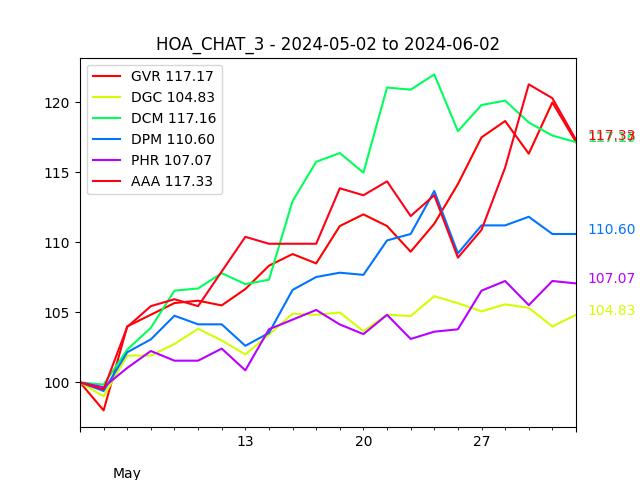 HOA_CHAT_3 - 2024-05-02 to 2024-06-02
GVR 117.17
DGC 104.83
DCM 117.16
DPM 110.60
PHR 107.07
AAA 117.33
120
115
110
105
100
117.33
110.60
107.07
104.83
13
20
27
May